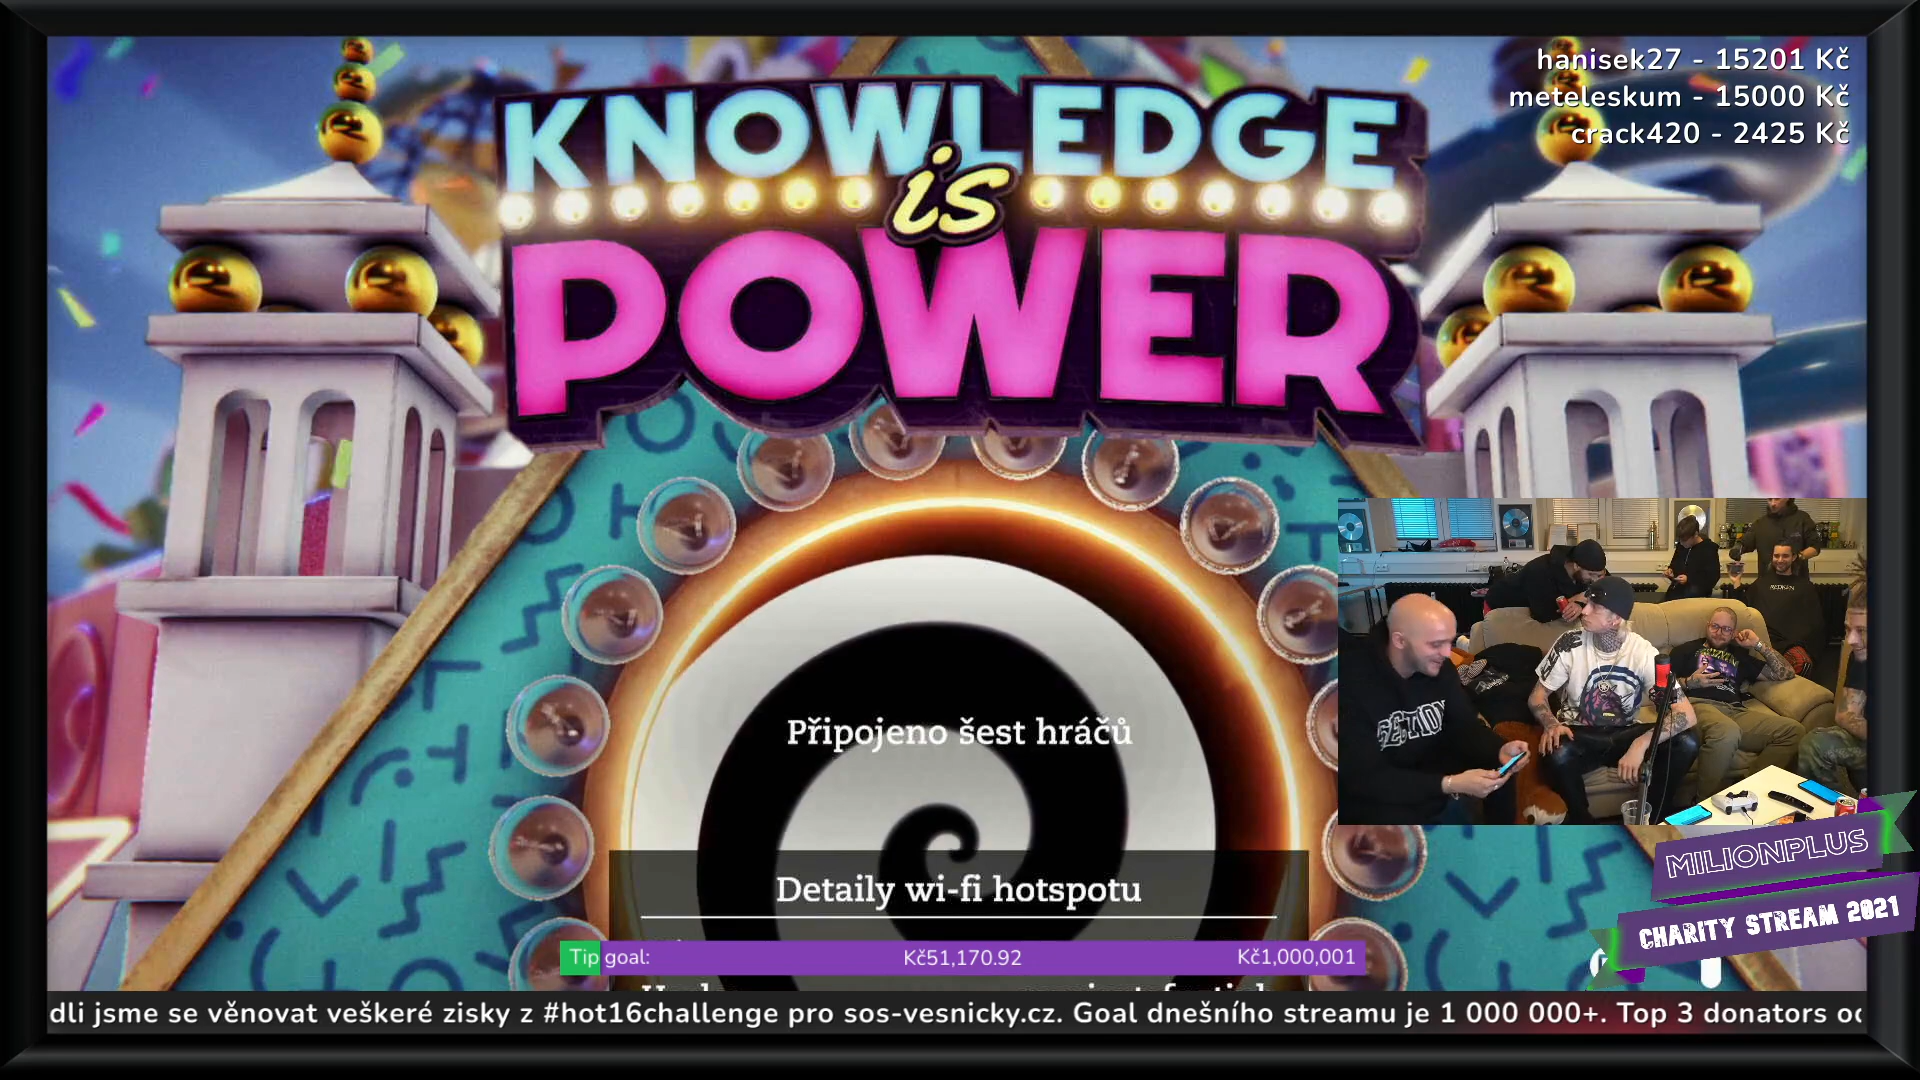 hanisek27 - 15201 Kč
meteleskum - 15000 Kč
crack420 - 2425 Kč
KNOWLEDGE
is
POWER
Připojeno šest hráčů
SECTION
Detaily wi-fi hotspotu
Tip goal: Kč51,170.92 Kč1,000,001
MILIONPLUS
CHARITY STREAM 2021
dli jsme se věnovat veškeré zisky z #hot16challenge pro sos-vesnicky.cz. Goal dnešního streamu je 1 000 000+. Top 3 donators